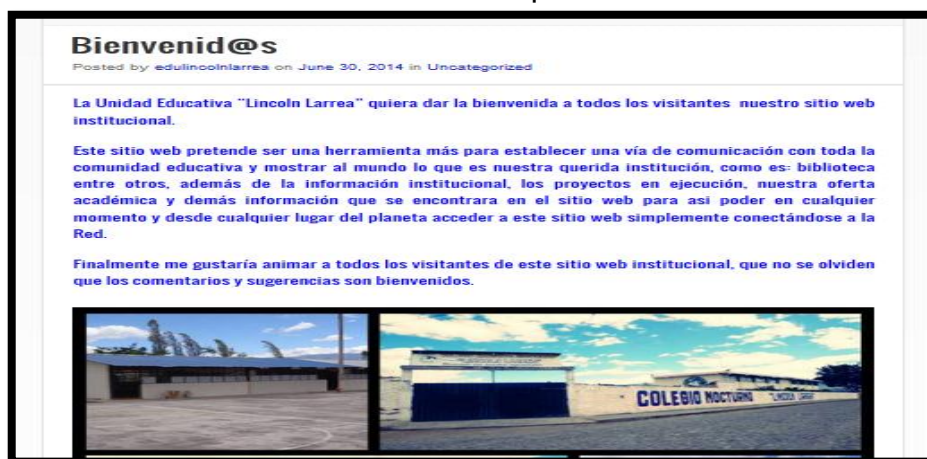 Bienvenid@s
Posted by edulincolnlarrea on June 30, 2014 in Uncategorized
La Unidad Educativa "Lincoln Larrea" quiera dar la bienvenida a todos los visitantes nuestro sitio web
institucional.
Este sitio web pretende ser una herramienta más para establecer una vía de comunicación con toda la
comunidad educativa y mostrar al mundo lo que es nuestra querida institución, como es: biblioteca
entre otros, además de la información institucional, los proyectos en ejecución, nuestra oferta
académica y demás información que se encontrara en el sitio web para asi poder en cualquier
momento y desde cualquier lugar del planeta acceder a este sitio web simplemente conectándose a la
Red.
Finalmente me gustaría animar a todos los visitantes de este sitio web institucional, que no se olviden
que los comentarios y sugerencias son bienvenidos.
COLEGIO NOCTURNO "LINCOLN LARREA"